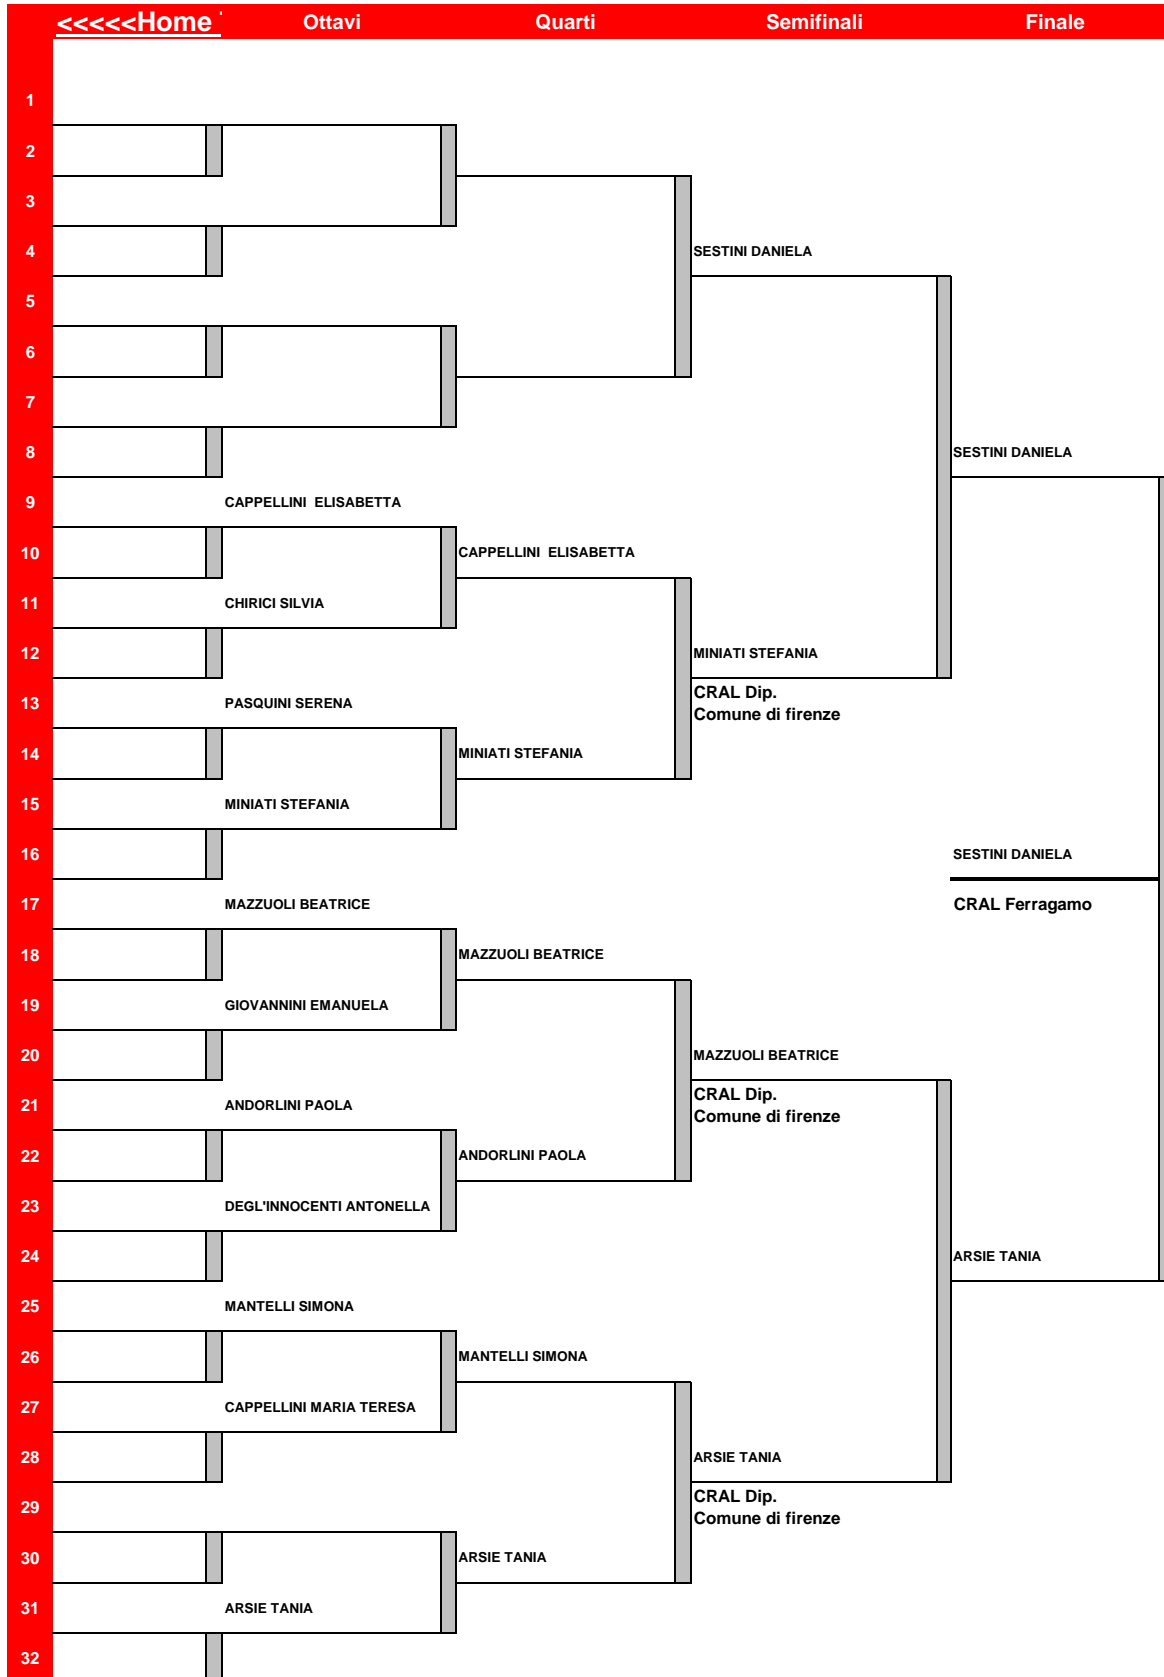 <<<<<Home Ottavi Quarti Semifinali Finale
1
2
3
4 SESTINI DANIELA
5
6
7
8 SESTINI DANIELA
9 CAPPELLINI ELISABETTA
10 CAPPELLINI ELISABETTA
11 CHIRICI SILVIA
12 MINIATI STEFANIA
13 PASQUINI SERENA CRAL Dip.
Comune di firenze
14 MINIATI STEFANIA
15 MINIATI STEFANIA
16 SESTINI DANIELA
17 MAZZUOLI BEATRICE CRAL Ferragamo
18 MAZZUOLI BEATRICE
19 GIOVANNINI EMANUELA
20 MAZZUOLI BEATRICE
21 ANDORLINI PAOLA CRAL Dip.
Comune di firenze
22 ANDORLINI PAOLA
23 DEGL'INNOCENTI ANTONELLA
24 ARSIE TANIA
25 MANTELLI SIMONA
26 MANTELLI SIMONA
27 CAPPELLINI MARIA TERESA
28 ARSIE TANIA
29 CRAL Dip.
Comune di firenze
30 ARSIE TANIA
31 ARSIE TANIA
32